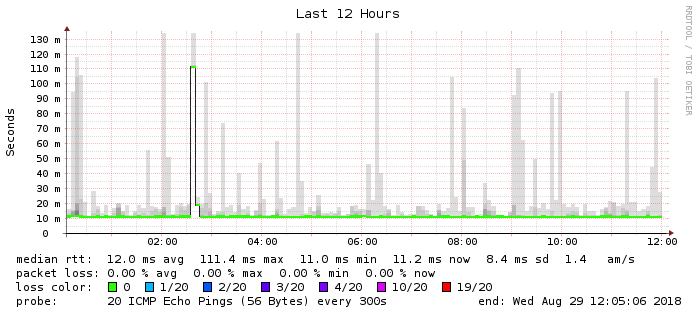 Last 12 Hours
RRDTOOL / TOBI OETIKER
Seconds
130 m
120 m
110 m
100 m
90 m
80 m
70 m
60 m
50 m
40 m
30 m
20 m
10 m
0
02:00 04:00 06:00 08:00 10:00 12:00
median rtt: 12.0 ms avg 111.4 ms max 11.0 ms min 11.2 ms now 8.4 ms sd 1.4 am/s
packet loss: 0.00 % avg 0.00 % max 0.00 % min 0.00 % now
loss color: 0 1/20 2/20 3/20 4/20 10/20 19/20
probe: 20 ICMP Echo Pings (56 Bytes) every 300s end: Wed Aug 29 12:05:06 2018